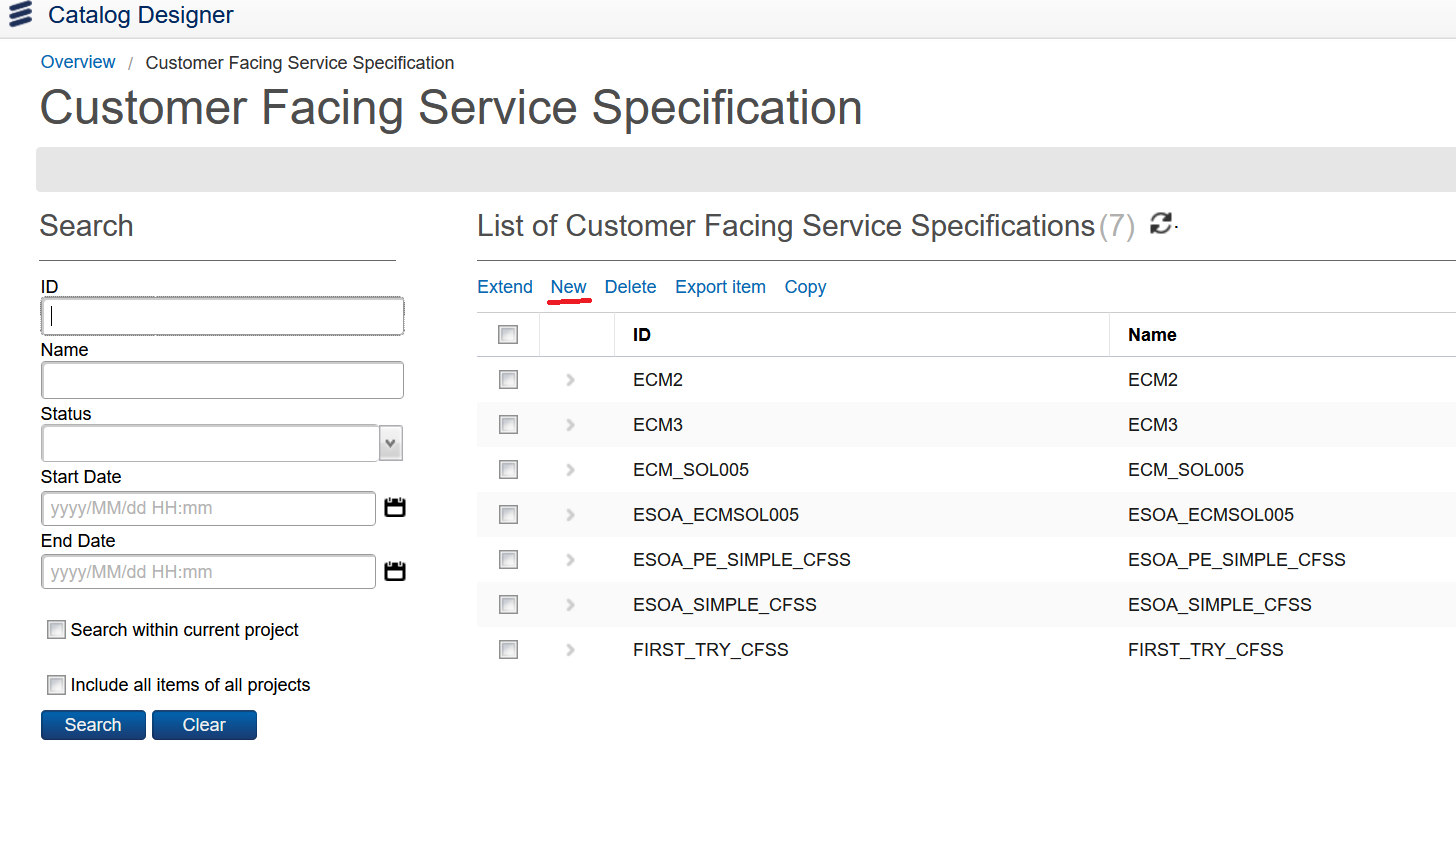 Catalog Designer
Overview / Customer Facing Service Specification
Customer Facing Service Specification
Search
ID
Name
Status
Start Date
yyyy/MM/dd HH:mm
End Date
yyyy/MM/dd HH:mm
Search within current project
Include all items of all projects
Search Clear
List of Customer Facing Service Specifications (7)
Extend New Delete Export item Copy
ID Name
ECM2 ECM2
ECM3 ECM3
ECM_SOL005 ECM_SOL005
ESOA_ECMSOL005 ESOA_ECMSOL005
ESOA_PE_SIMPLE_CFSS ESOA_PE_SIMPLE_CFSS
ESOA_SIMPLE_CFSS ESOA_SIMPLE_CFSS
FIRST_TRY_CFSS FIRST_TRY_CFSS